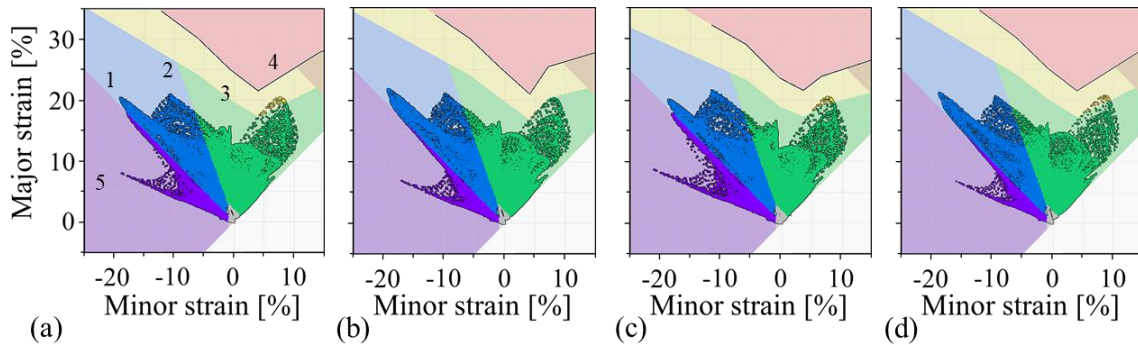 Major strain [%]
30
20
10
0
1
2
3
4
5
-20 -10 0 10
-20 -10 0 10
-20 -10 0 10
-20 -10 0 10
Minor strain [%]
Minor strain [%]
Minor strain [%]
Minor strain [%]
(a)
(b)
(c)
(d)